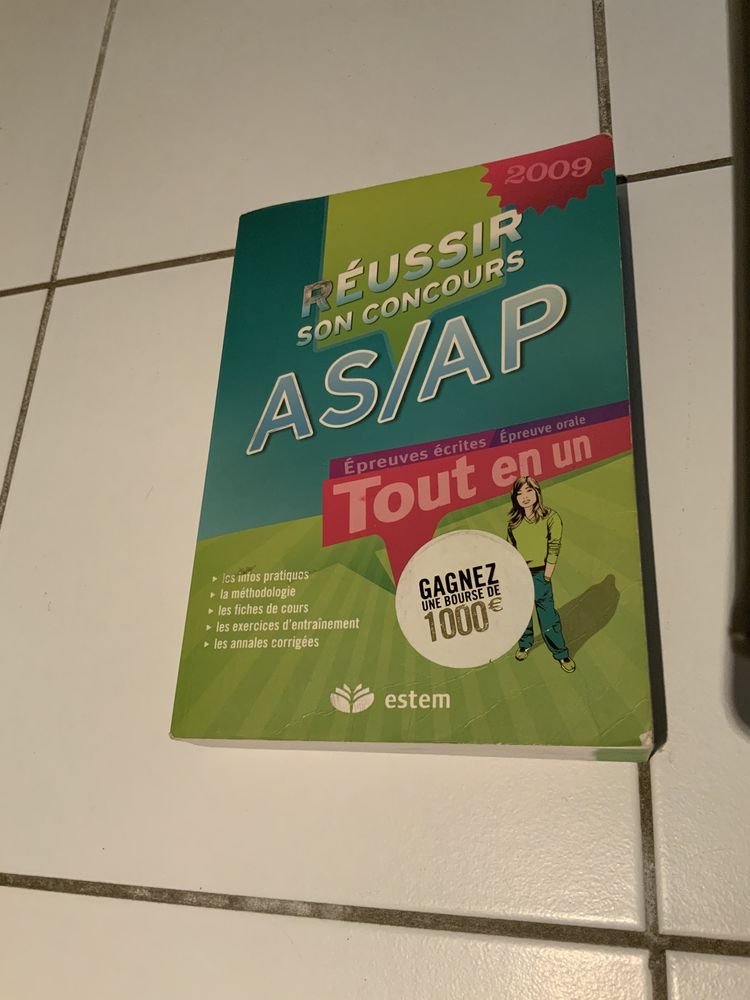 2009
RÉUSSIR
SON CONCOURS
AS/AP
Épreuves écrites / Épreuve orale
Tout en un
▸ les infos pratiques
▸ la méthodologie
▸ les fiches de cours
▸ les exercices d'entraînement
▸ les annales corrigées
GAGNEZ
UNE BOURSE DE
1000€
estem